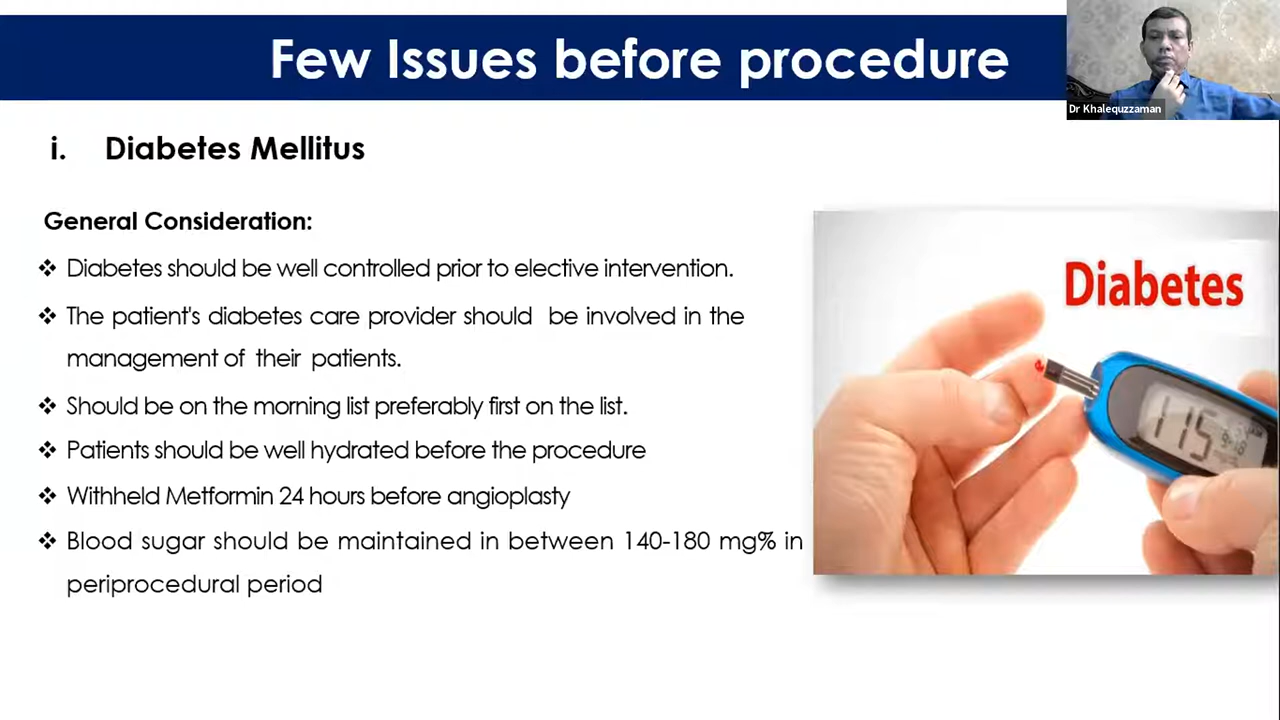 Few Issues before procedure
Dr Khalequzzaman
i. Diabetes Mellitus
General Consideration:
❖ Diabetes should be well controlled prior to elective intervention.
❖ The patient's diabetes care provider should be involved in the
management of their patients.
❖ Should be on the morning list preferably first on the list.
❖ Patients should be well hydrated before the procedure
❖ Withheld Metformin 24 hours before angioplasty
❖ Blood sugar should be maintained in between 140-180 mg% in
periprocedural period
Diabetes
115